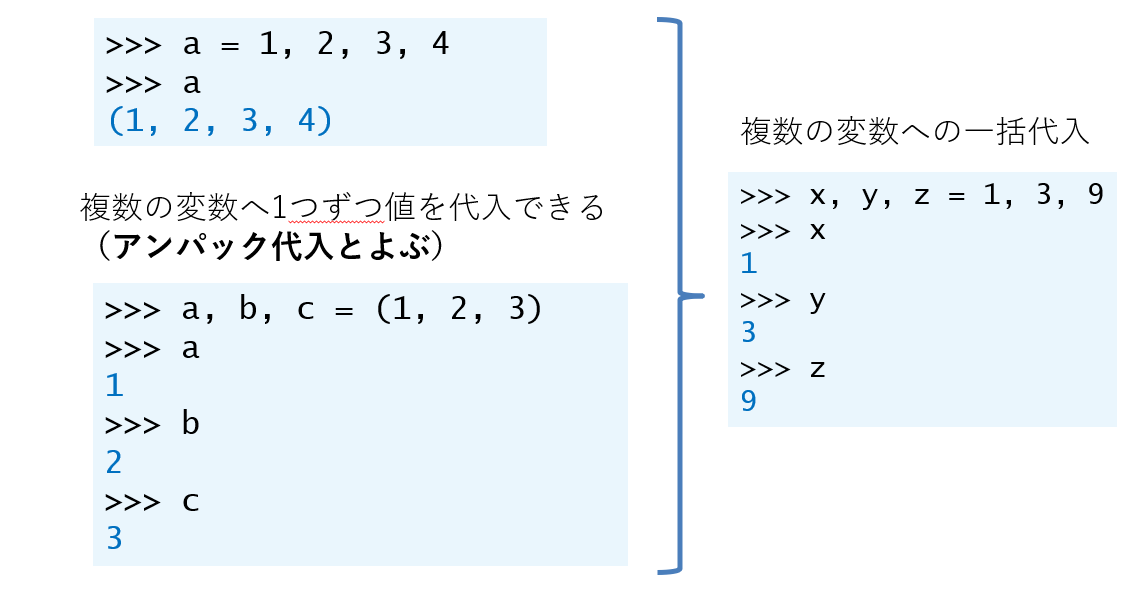 >>> a = 1, 2, 3, 4
>>> a
(1, 2, 3, 4)
複数の変数へ1つずつ値を代入できる
（アンパック代入とよぶ）
>>> a, b, c = (1, 2, 3)
>>> a
1
>>> b
2
>>> c
3
複数の変数への一括代入
>>> x, y, z = 1, 3, 9
>>> x
1
>>> y
3
>>> z
9